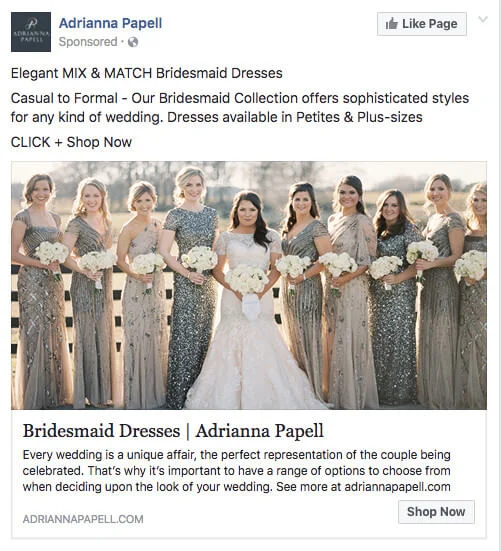 ADRIANNA
PAPELL
Adrianna Papell
Like Page
Sponsored ·
Elegant MIX & MATCH Bridesmaid Dresses
Casual to Formal - Our Bridesmaid Collection offers sophisticated styles
for any kind of wedding. Dresses available in Petites & Plus-sizes
CLICK + Shop Now
Bridesmaid Dresses | Adrianna Papell
Every wedding is a unique affair, the perfect representation of the couple being
celebrated. That's why it's important to have a range of options to choose from
when deciding upon the look of your wedding. See more at adriannapapell.com
ADRIANNAPAPELL.COM
Shop Now